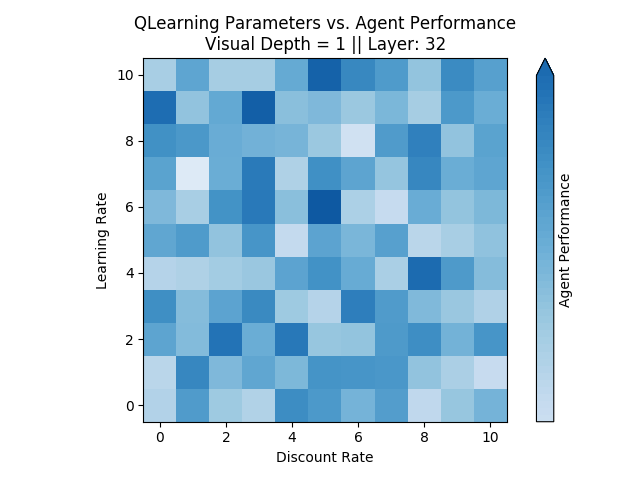 QLearning Parameters vs. Agent Performance
Visual Depth = 1 || Layer: 32
10
8
6
4
2
0
Learning Rate
0 2 4 6 8 10
Discount Rate
Agent Performance